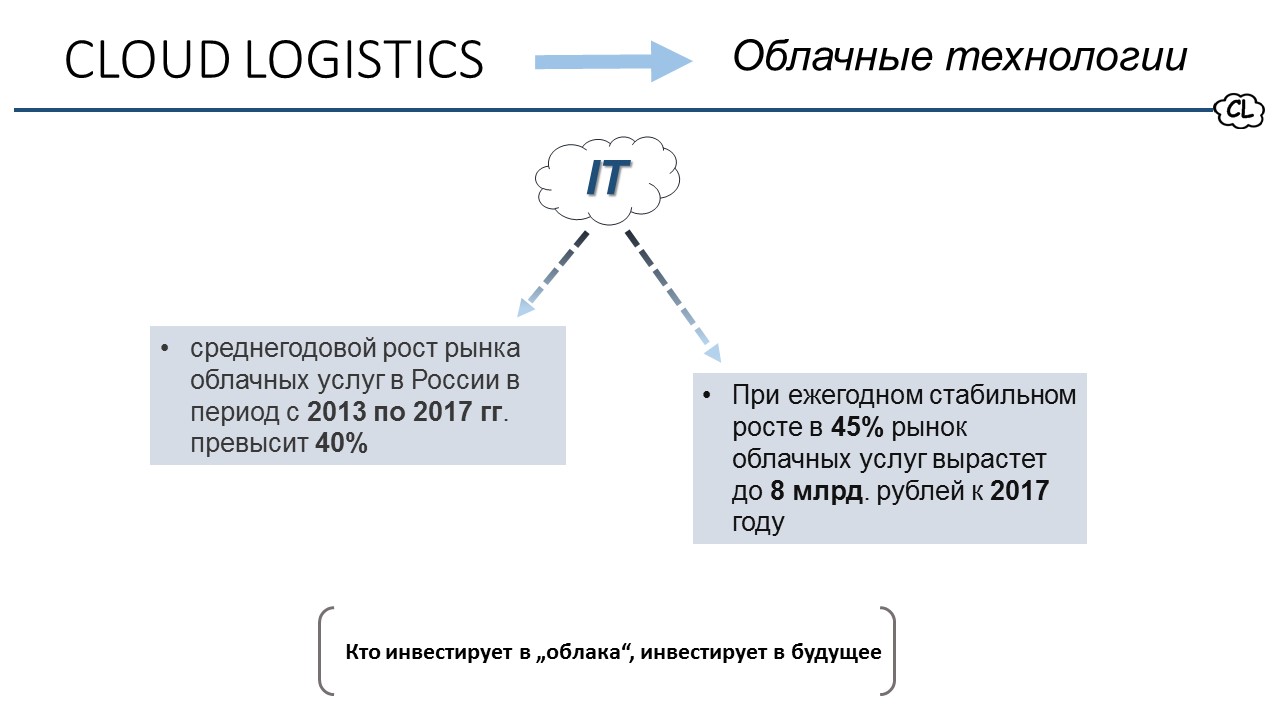 CLOUD LOGISTICS
Облачные технологии
CL
IT
• среднегодовой рост рынка
облачных услуг в России в
период с 2013 по 2017 гг.
превысит 40%
• При ежегодном стабильном
росте в 45% рынок
облачных услуг вырастет
до 8 млрд. рублей к 2017
году
Кто инвестирует в „облака“, инвестирует в будущее